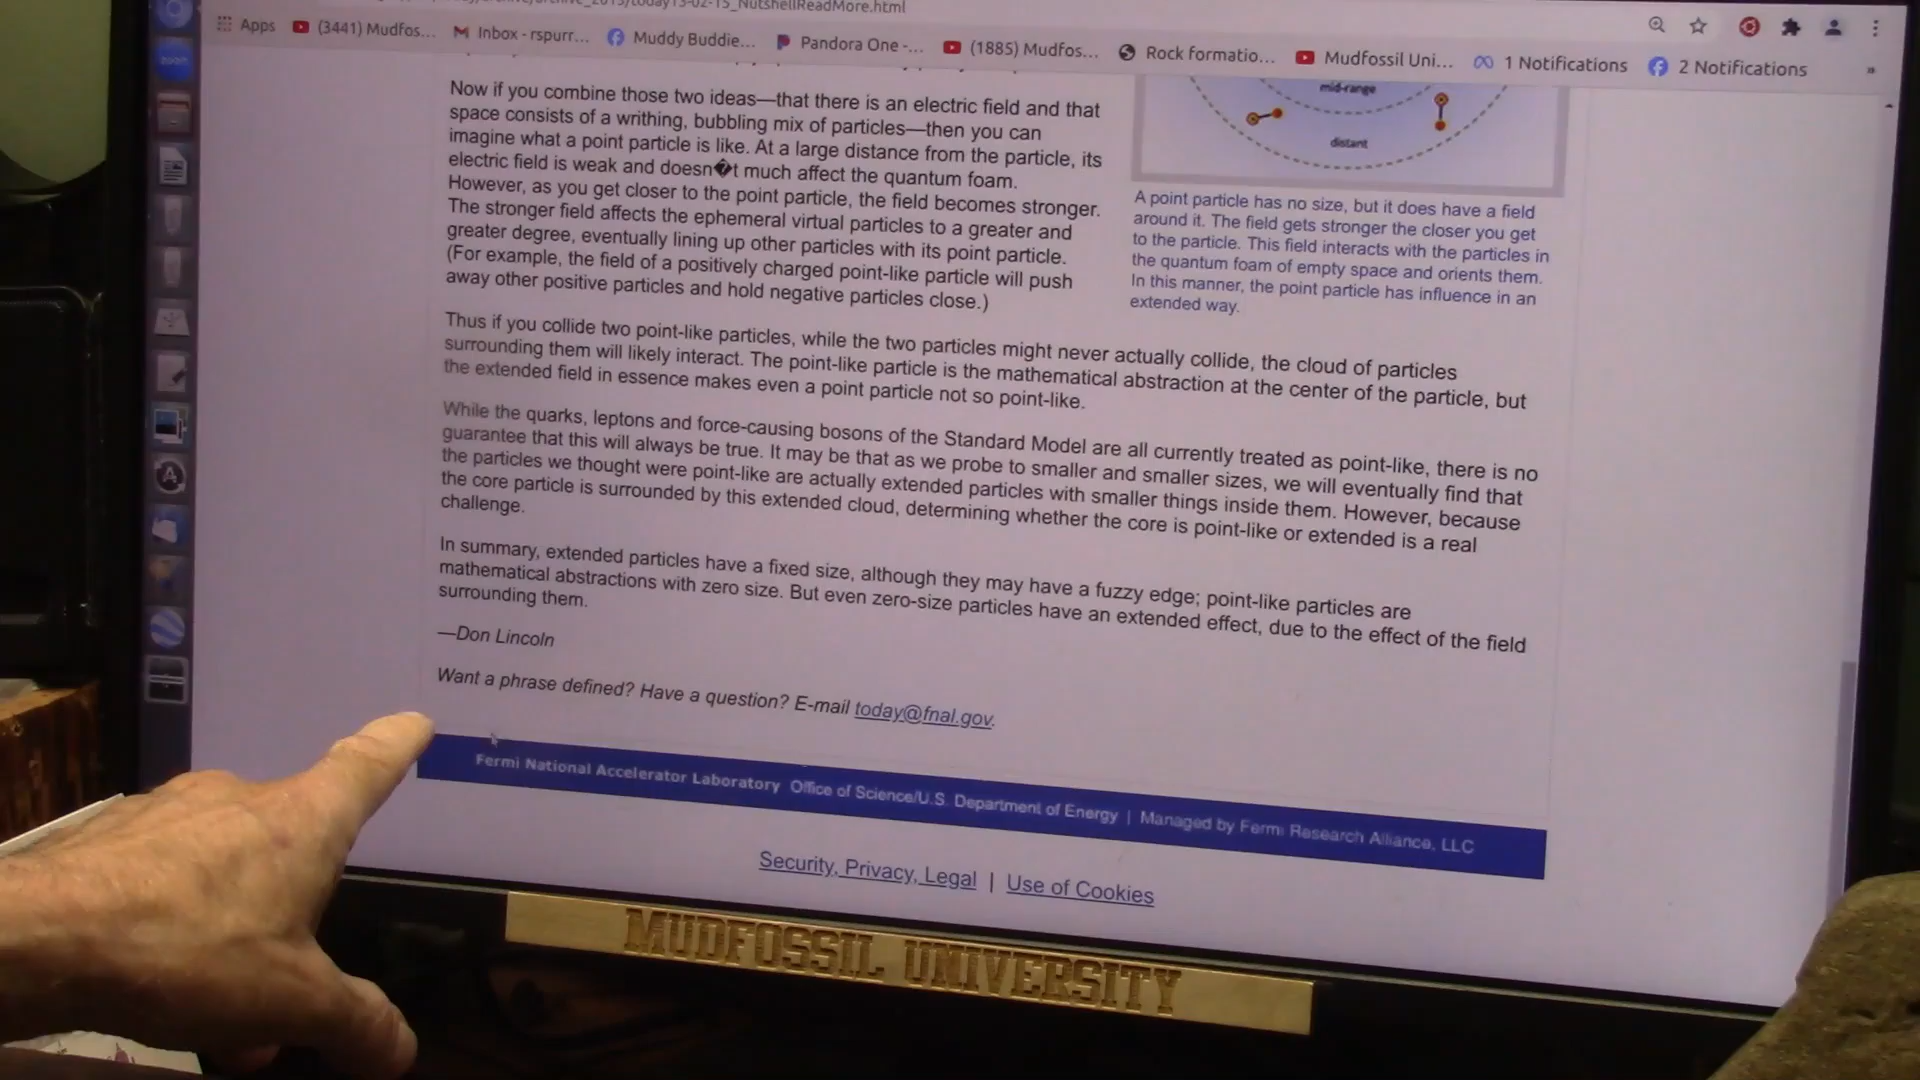 NutshellReadMore.html
Apps (3441) Mudfos... Inbox - rspurr... Muddy Buddie... Pandora One -... (1885) Mudfos... Rock formatio... Mudfossil Uni... 1 Notifications 2 Notifications »
zoom
Now if you combine those two ideas—that there is an electric field and that
space consists of a writhing, bubbling mix of particles—then you can
imagine what a point particle is like. At a large distance from the particle, its
electric field is weak and doesn�t much affect the quantum foam.
However, as you get closer to the point particle, the field becomes stronger.
The stronger field affects the ephemeral virtual particles to a greater and
greater degree, eventually lining up other particles with its point particle.
(For example, the field of a positively charged point-like particle will push
away other positive particles and hold negative particles close.)
mid-range
distant
A point particle has no size, but it does have a field
around it. The field gets stronger the closer you get
to the particle. This field interacts with the particles in
the quantum foam of empty space and orients them.
In this manner, the point particle has influence in an
extended way.
Thus if you collide two point-like particles, while the two particles might never actually collide, the cloud of particles
surrounding them will likely interact. The point-like particle is the mathematical abstraction at the center of the particle, but
the extended field in essence makes even a point particle not so point-like.
While the quarks, leptons and force-causing bosons of the Standard Model are all currently treated as point-like, there is no
guarantee that this will always be true. It may be that as we probe to smaller and smaller sizes, we will eventually find that
the particles we thought were point-like are actually extended particles with smaller things inside them. However, because
the core particle is surrounded by this extended cloud, determining whether the core is point-like or extended is a real
challenge.
In summary, extended particles have a fixed size, although they may have a fuzzy edge; point-like particles are
mathematical abstractions with zero size. But even zero-size particles have an extended effect, due to the effect of the field
surrounding them.
—Don Lincoln
Want a phrase defined? Have a question? E-mail today@fnal.gov.
Fermi National Accelerator Laboratory Office of Science/U.S. Department of Energy | Managed by Fermi Research Alliance, LLC
Security, Privacy, Legal | Use of Cookies
MUDFOSSIL UNIVERSITY